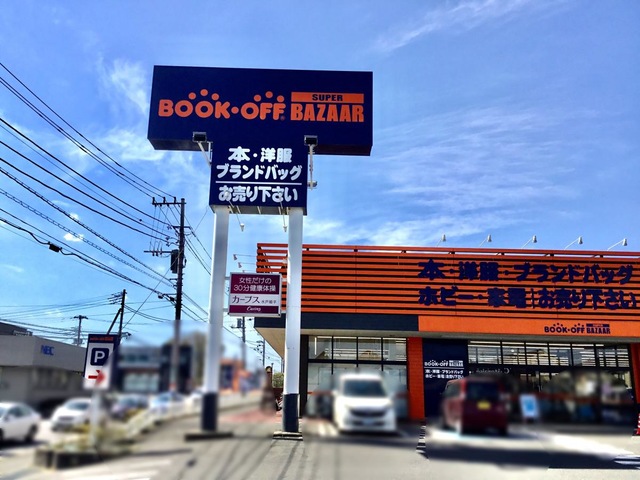 BOOK・OFF SUPER BAZAAR
本・洋服
ブランドバッグ
お売り下さい
女性だけの
30分健康体操
カーブス
Curves
P
NEC
本・洋服・ブランドバッグ
ホビー・家電 お売り下さい
BOOK・OFF SUPER BAZAAR
BOOK・OFF